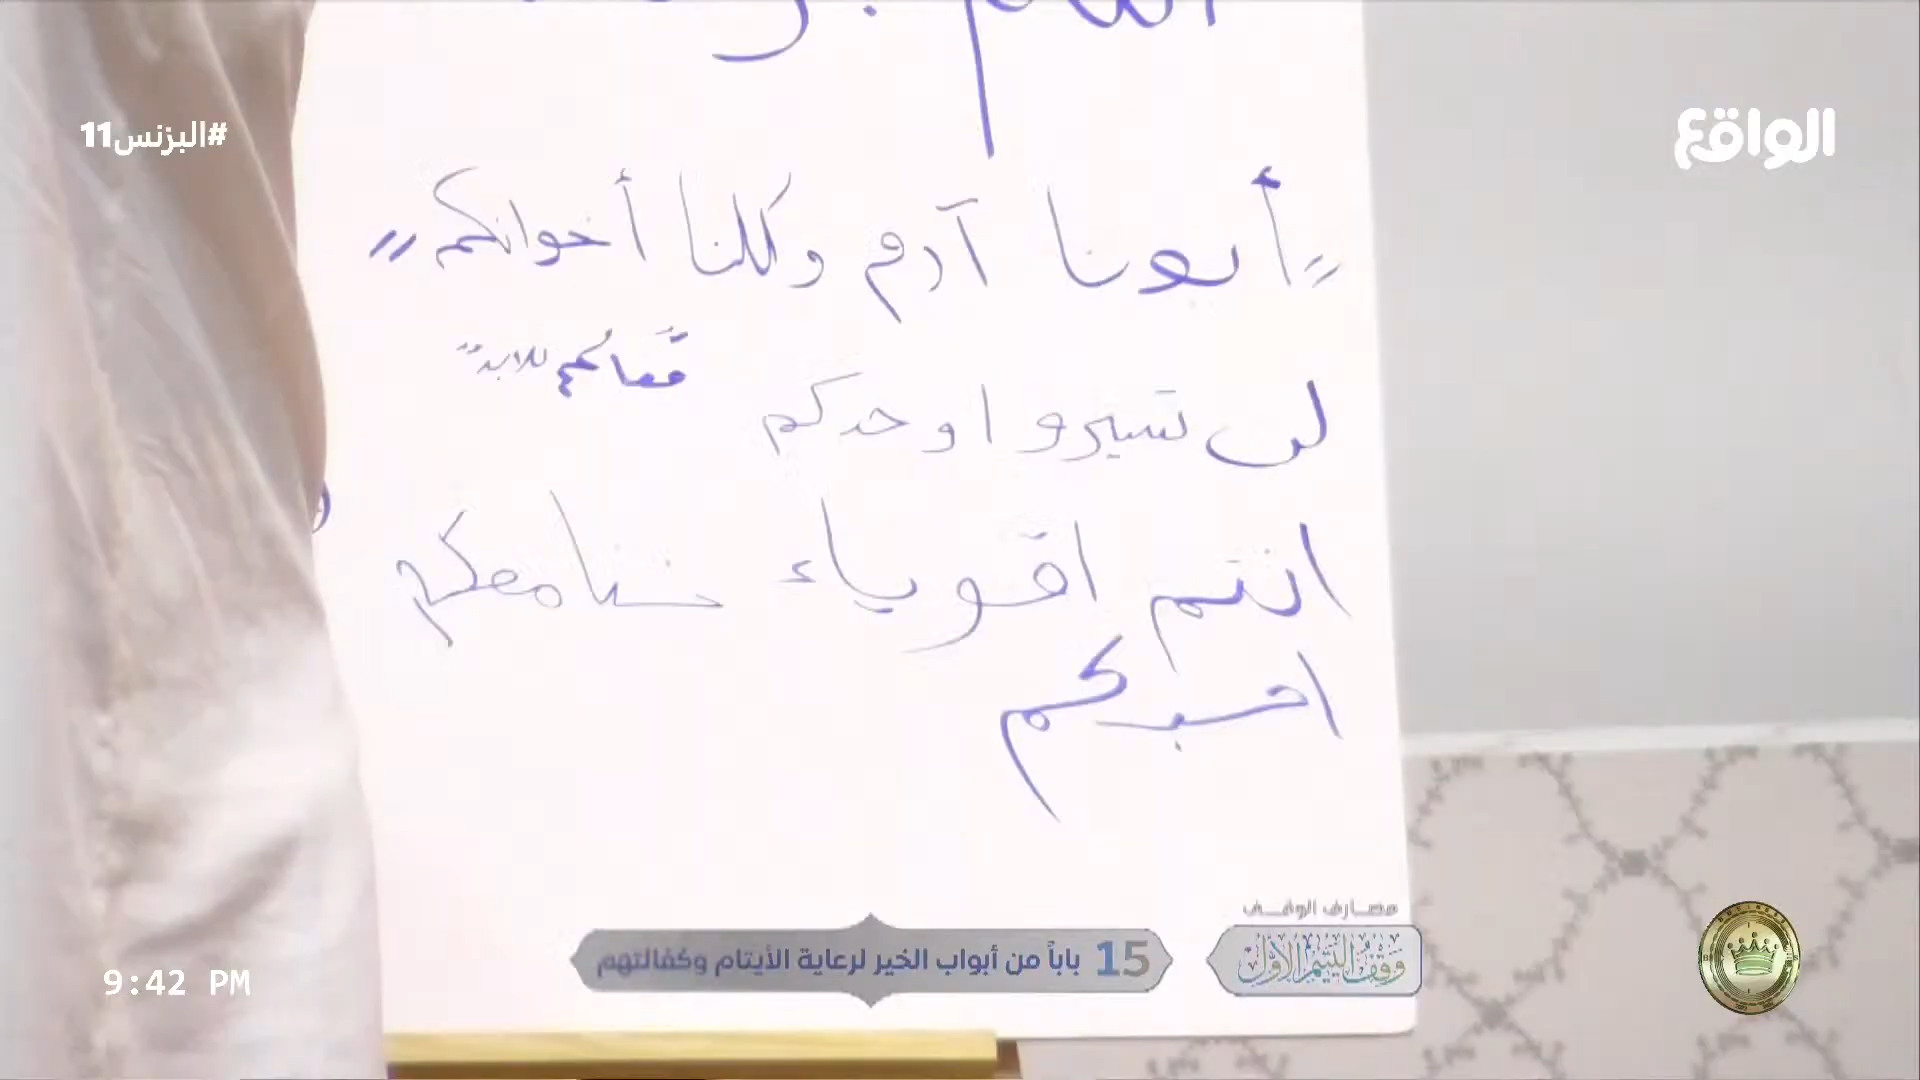 #البزنس11
الواقع
"أبونا آدم وكلنا أخوانكم"
معاكم للابد"
لن تسيروا وحدكم
انتم اقوياء
احبكم
مصارف الوقف
وقف اليتيم الأول
15 باباً من أبواب الخير لرعاية الأيتام وكفالتهم
9:42 PM